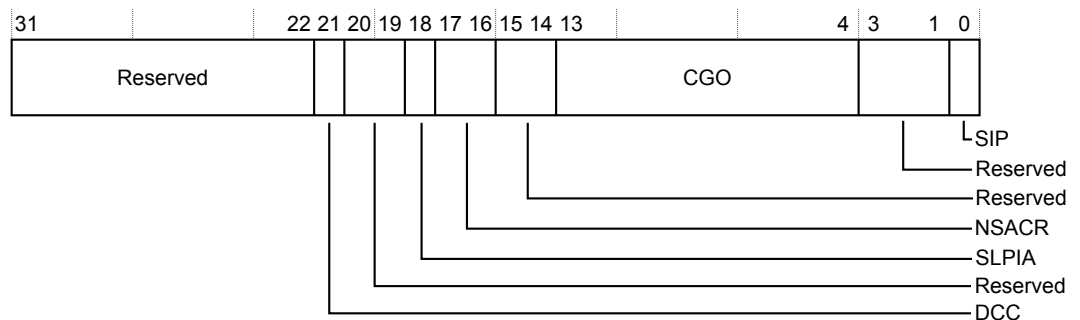 31 22 21 20 19 18 17 16 15 14 13 4 3 1 0
Reserved CGO
SIP
Reserved
Reserved
NSACR
SLPIA
Reserved
DCC